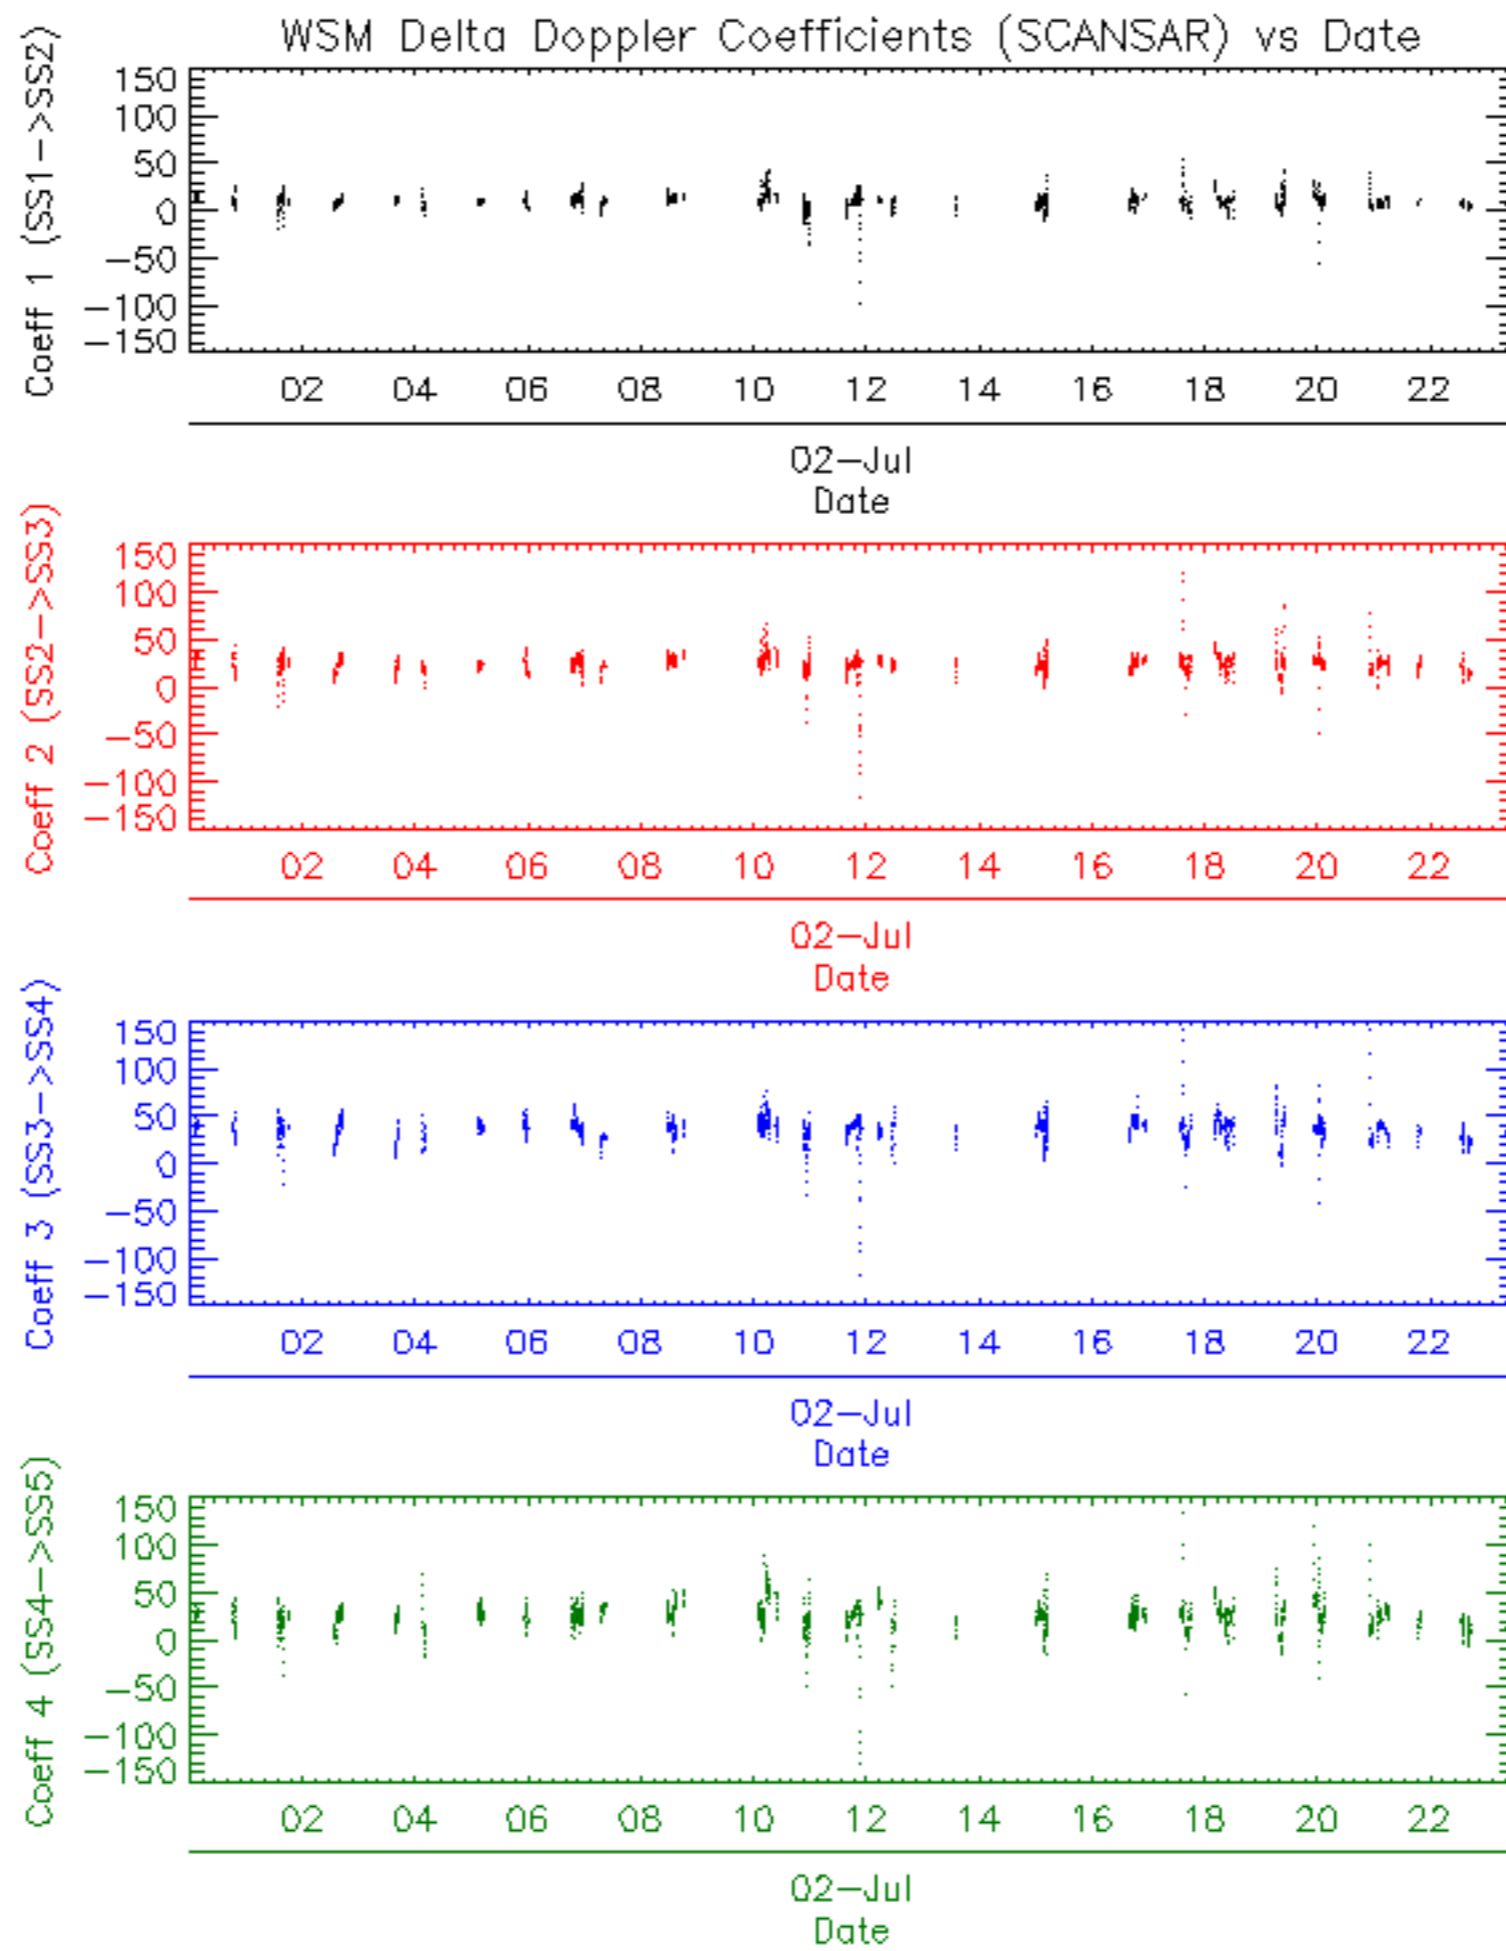 WSM Delta Doppler Coefficients (SCANSAR) vs Date
Coeff 1 (SS1->SS2)
150
100
50
0
-50
-100
-150
02 04 06 08 10 12 14 16 18 20 22
02-Jul
Date
Coeff 2 (SS2->SS3)
150
100
50
0
-50
-100
-150
02 04 06 08 10 12 14 16 18 20 22
02-Jul
Date
Coeff 3 (SS3->SS4)
150
100
50
0
-50
-100
-150
02 04 06 08 10 12 14 16 18 20 22
02-Jul
Date
Coeff 4 (SS4->SS5)
150
100
50
0
-50
-100
-150
02 04 06 08 10 12 14 16 18 20 22
02-Jul
Date